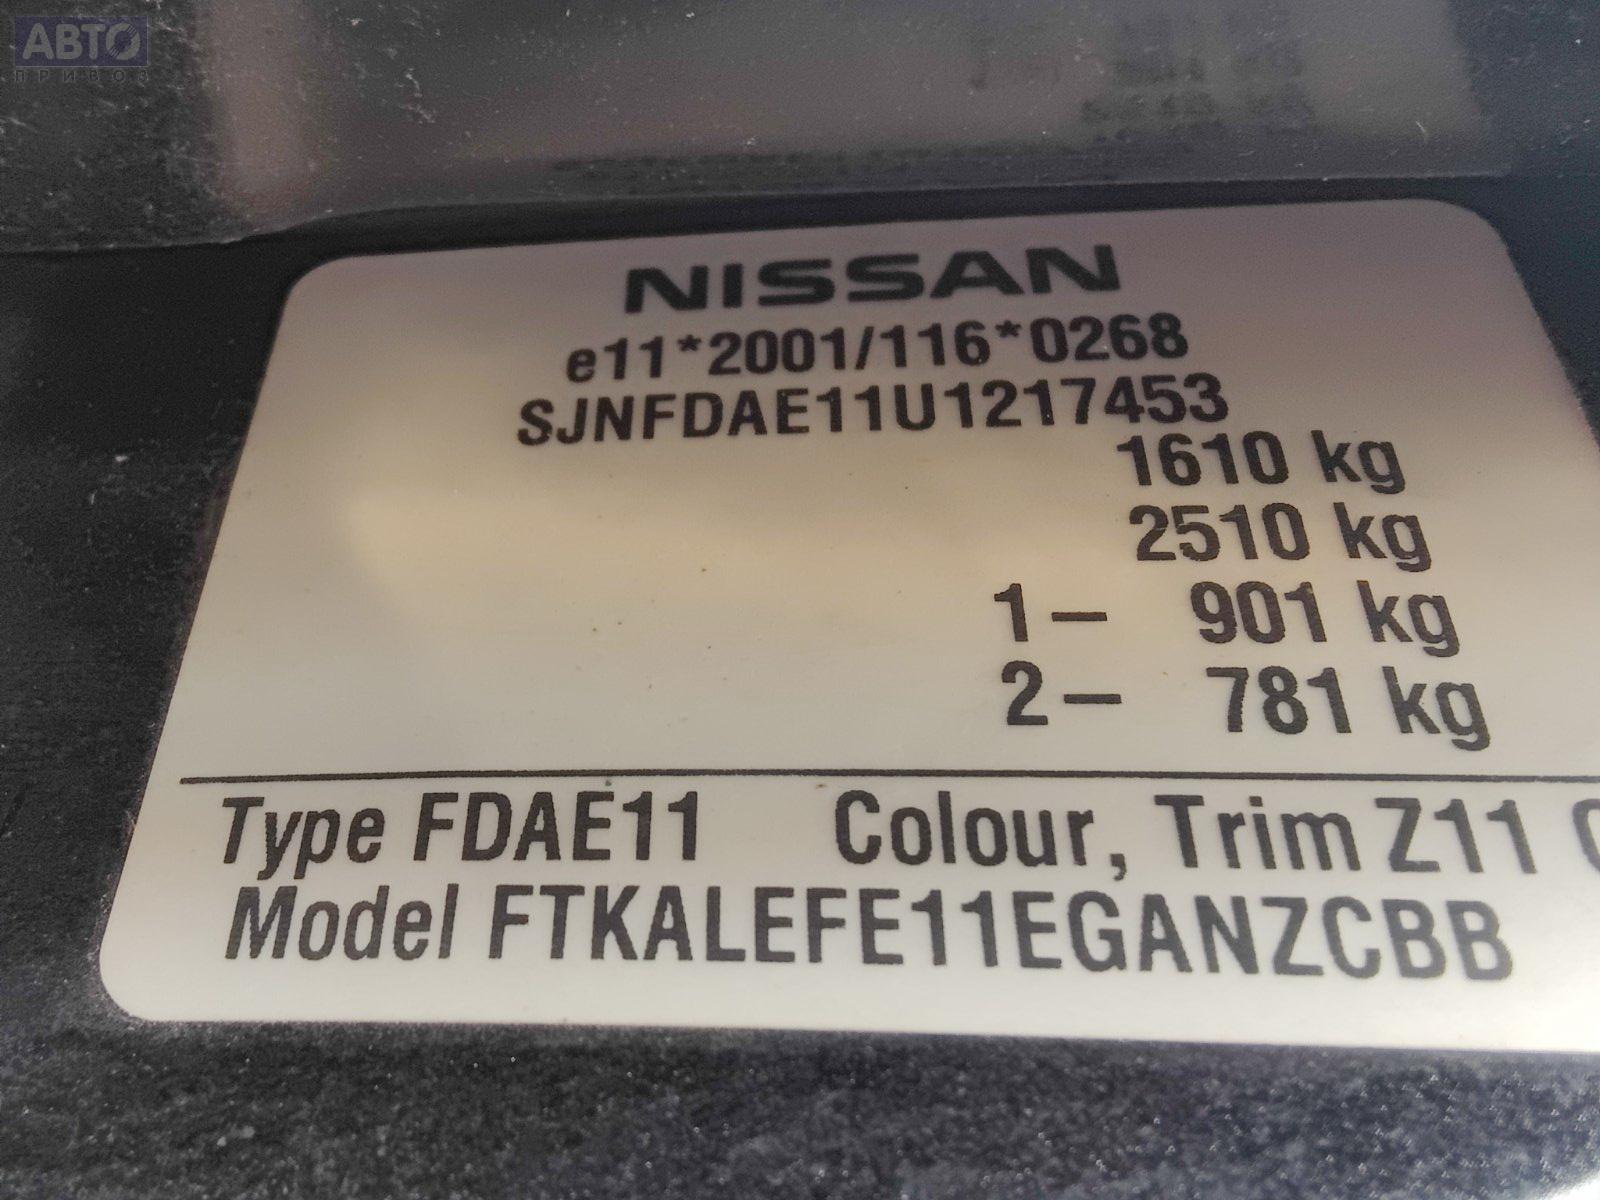 АВТО
ПРИВОЗ
NISSAN
e11*2001/116*0268
SJNFDAE11U1217453
1610 kg
2510 kg
1- 901 kg
2- 781 kg
Type FDAE11 Colour, Trim Z11
Model FTKALEFE11EGANZCBB